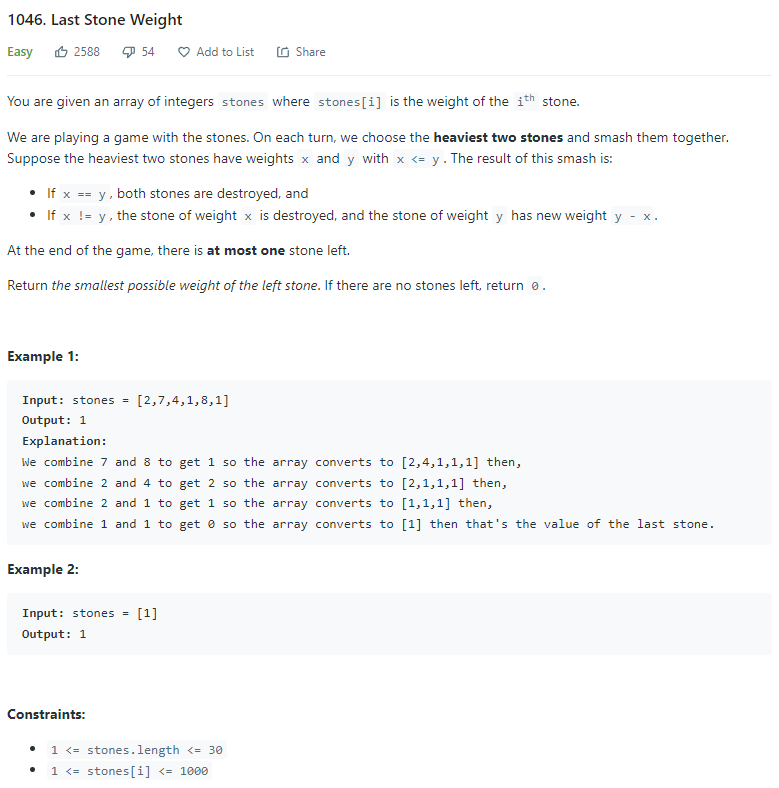 1046. Last Stone Weight
Easy 2588 54 Add to List Share
You are given an array of integers stones where stones[i] is the weight of the ith stone.
We are playing a game with the stones. On each turn, we choose the heaviest two stones and smash them together.
Suppose the heaviest two stones have weights x and y with x <= y. The result of this smash is:
• If x == y, both stones are destroyed, and
• If x != y, the stone of weight x is destroyed, and the stone of weight y has new weight y - x.
At the end of the game, there is at most one stone left.
Return the smallest possible weight of the left stone. If there are no stones left, return 0.
Example 1:
Input: stones = [2,7,4,1,8,1]
Output: 1
Explanation:
We combine 7 and 8 to get 1 so the array converts to [2,4,1,1,1] then,
we combine 2 and 4 to get 2 so the array converts to [2,1,1,1] then,
we combine 2 and 1 to get 1 so the array converts to [1,1,1] then,
we combine 1 and 1 to get 0 so the array converts to [1] then that's the value of the last stone.
Example 2:
Input: stones = [1]
Output: 1
Constraints:
• 1 <= stones.length <= 30
• 1 <= stones[i] <= 1000